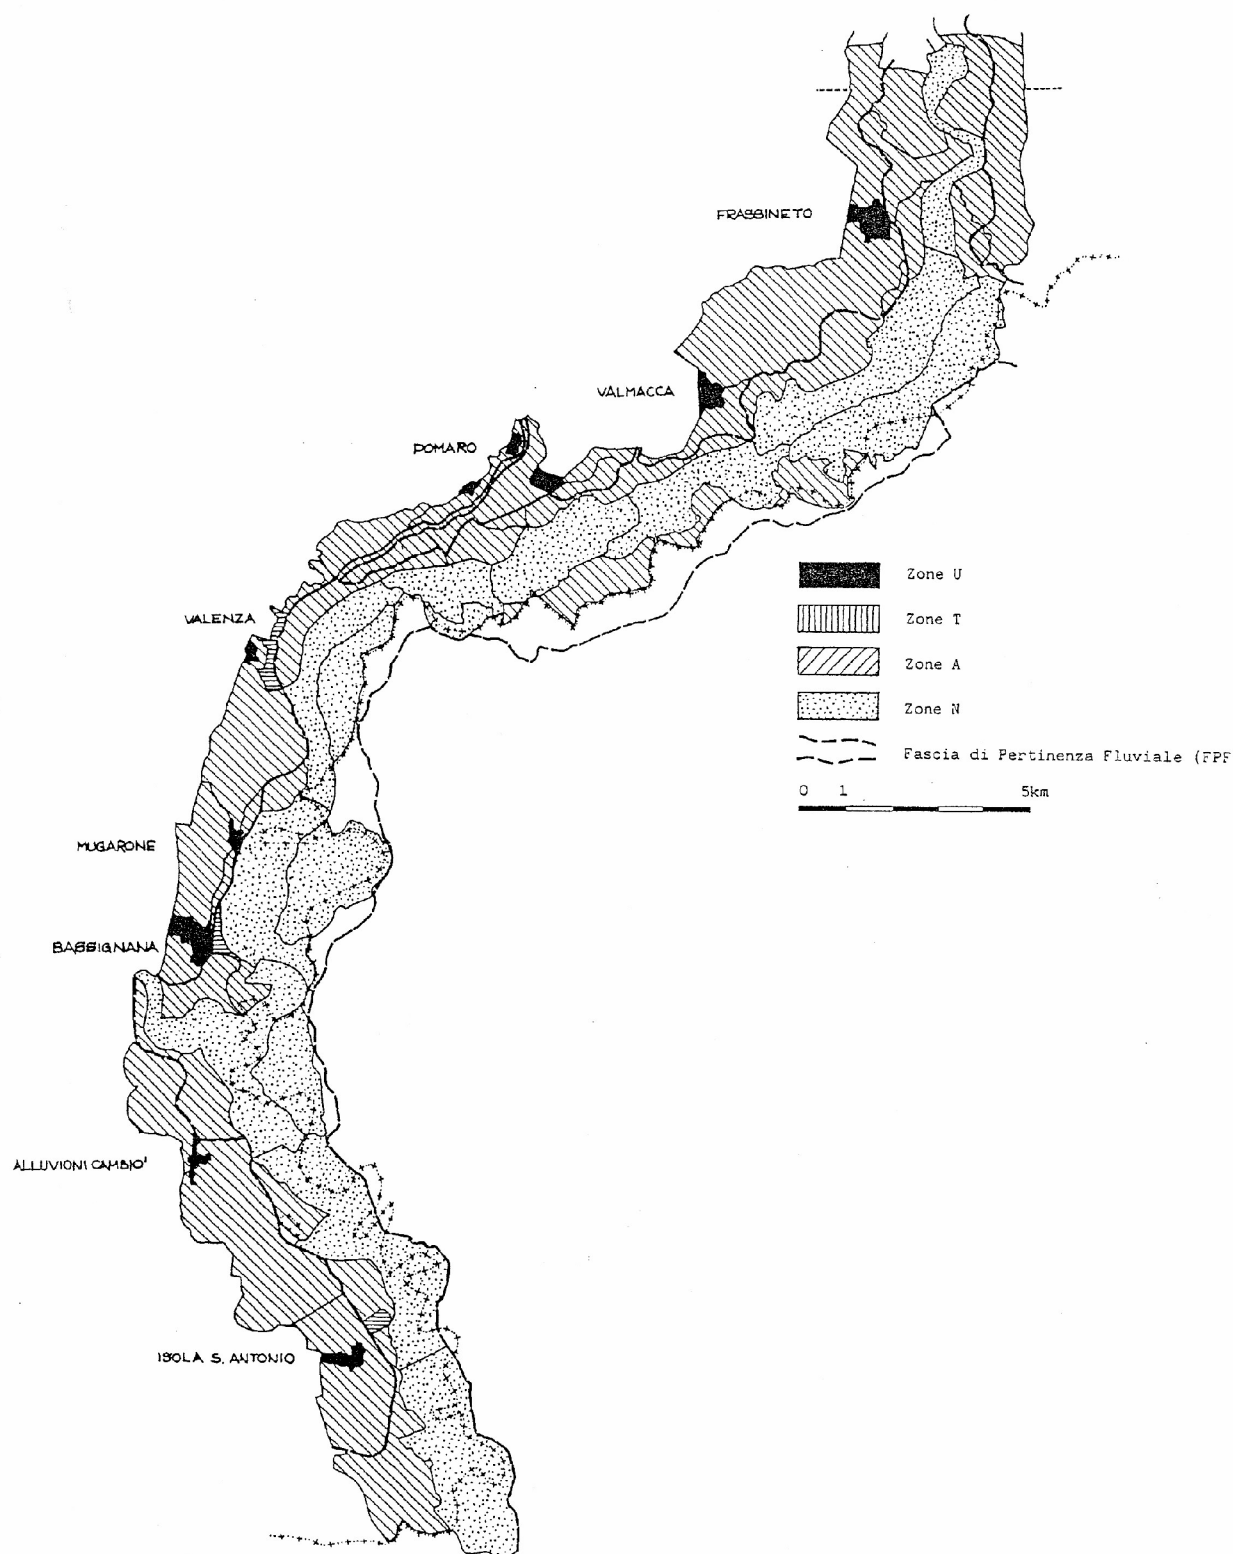 FRASSINETO
VALMACCA
POMARO
VALENZA
MUGARONE
BASSIGNANA
ALLUVIONI CAMBIO'
ISOLA S. ANTONIO
Zone U
Zone T
Zone A
Zone N
Fascia di Pertinenza Fluviale (FPF
0 1 5km